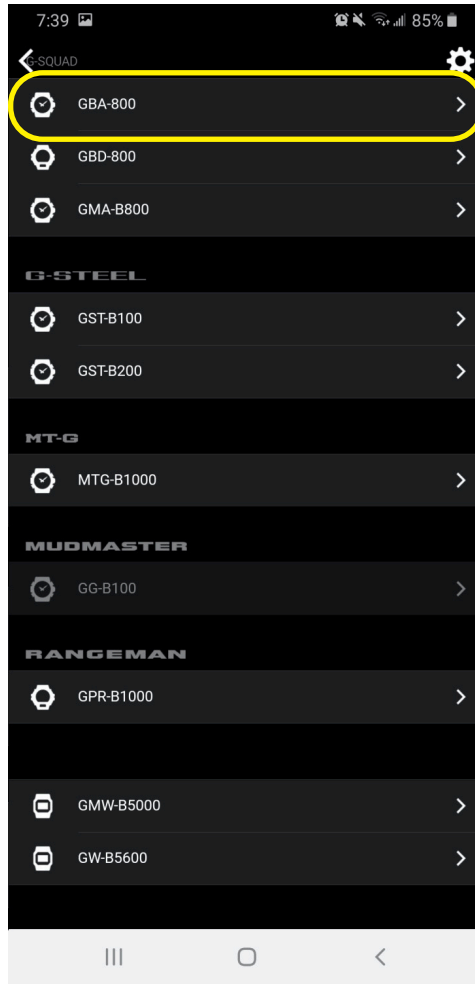 7:39 85%
G-SQUAD
GBA-800
GBD-800
GMA-B800
G-STEEL
GST-B100
GST-B200
MT-G
MTG-B1000
MUDMASTER
GG-B100
RANGEMAN
GPR-B1000
GMW-B5000
GW-B5600